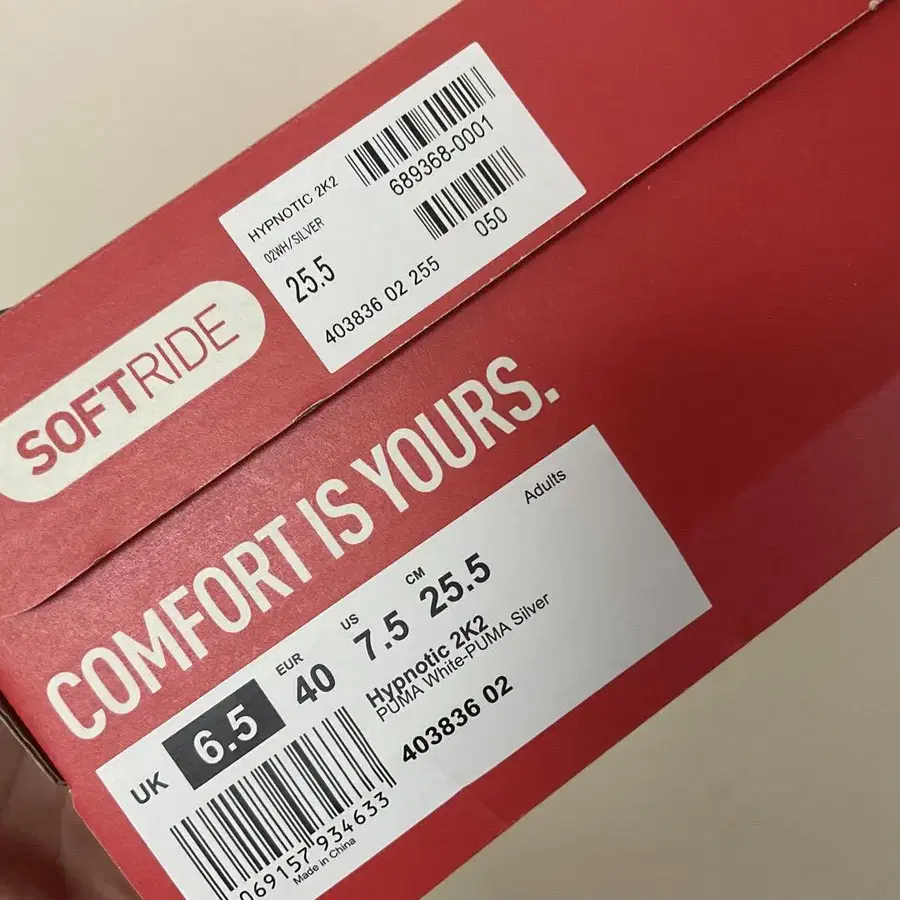 HYPNOTIC 2K2
02WH/SILVER
25.5
403836 02 255
689368-0001
050
SOFTRIDE
COMFORT IS YOURS.
Adults
UK 6.5 EUR 40 US 7.5 CM 25.5
Hypnotic 2K2
PUMA White-PUMA Silver
403836 02
069157 934633
Made in China